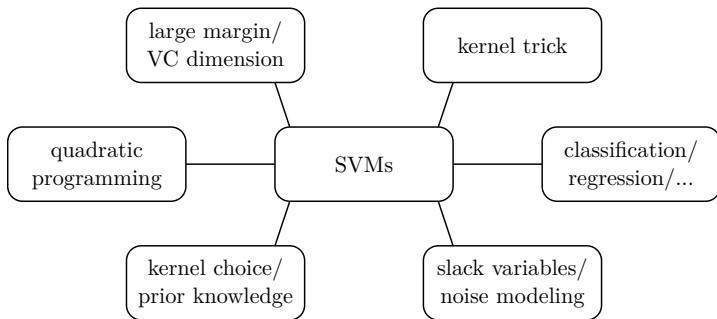 large margin/
VC dimension
kernel trick
quadratic
programming
SVMs
classification/
regression/...
kernel choice/
prior knowledge
slack variables/
noise modeling